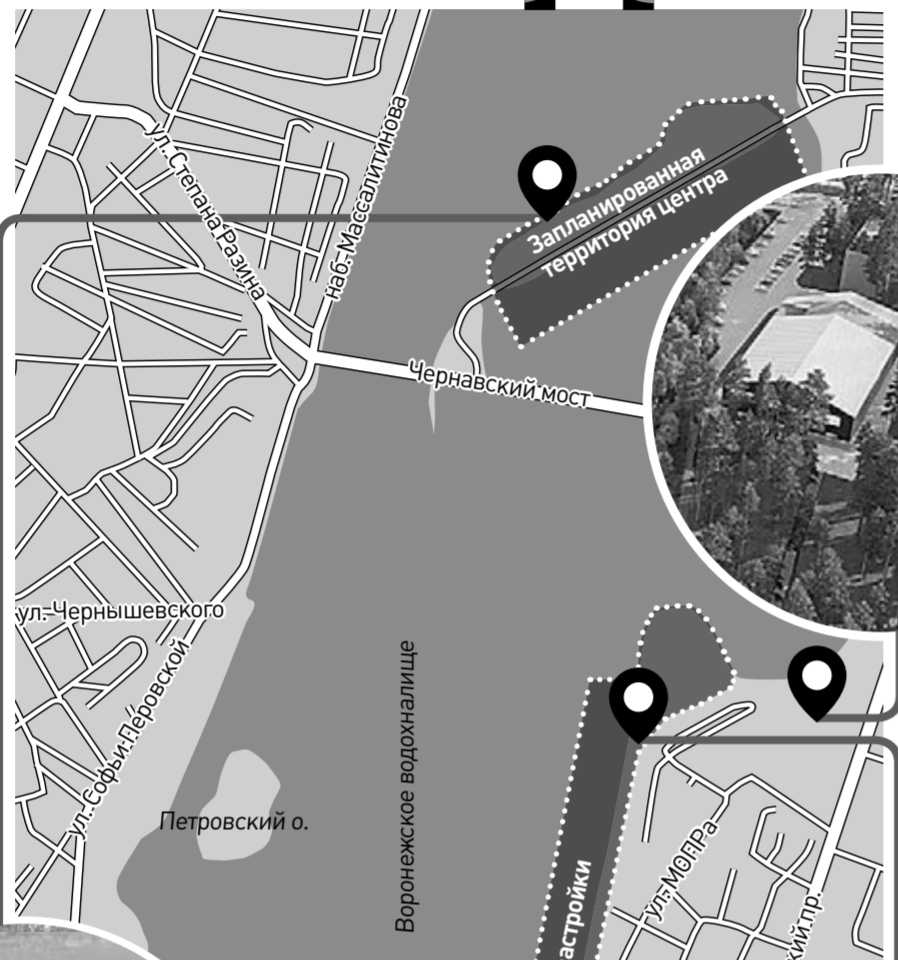 ул. Степана Разина
наб. Массалитинова
Запланированная
территория центра
Чернавский мост
ул. Чернышевского
ул. Софьи Перовской
Петровский о.
Воронежское водохналище
астройки
ул. МОПРа
кий пр.